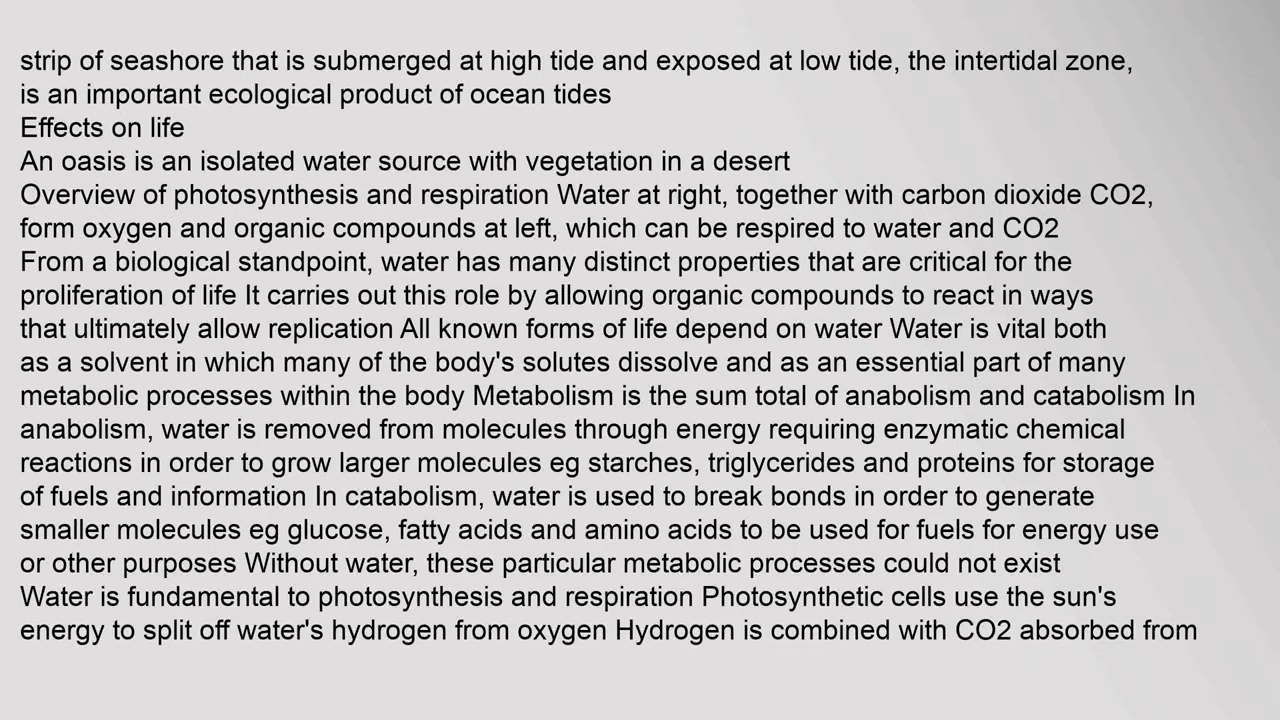 strip of seashore that is submerged at high tide and exposed at low tide, the intertidal zone,
is an important ecological product of ocean tides
Effects on life
An oasis is an isolated water source with vegetation in a desert
Overview of photosynthesis and respiration Water at right, together with carbon dioxide CO2,
form oxygen and organic compounds at left, which can be respired to water and CO2
From a biological standpoint, water has many distinct properties that are critical for the
proliferation of life It carries out this role by allowing organic compounds to react in ways
that ultimately allow replication All known forms of life depend on water Water is vital both
as a solvent in which many of the body's solutes dissolve and as an essential part of many
metabolic processes within the body Metabolism is the sum total of anabolism and catabolism In
anabolism, water is removed from molecules through energy requiring enzymatic chemical
reactions in order to grow larger molecules eg starches, triglycerides and proteins for storage
of fuels and information In catabolism, water is used to break bonds in order to generate
smaller molecules eg glucose, fatty acids and amino acids to be used for fuels for energy use
or other purposes Without water, these particular metabolic processes could not exist
Water is fundamental to photosynthesis and respiration Photosynthetic cells use the sun's
energy to split off water's hydrogen from oxygen Hydrogen is combined with CO2 absorbed from